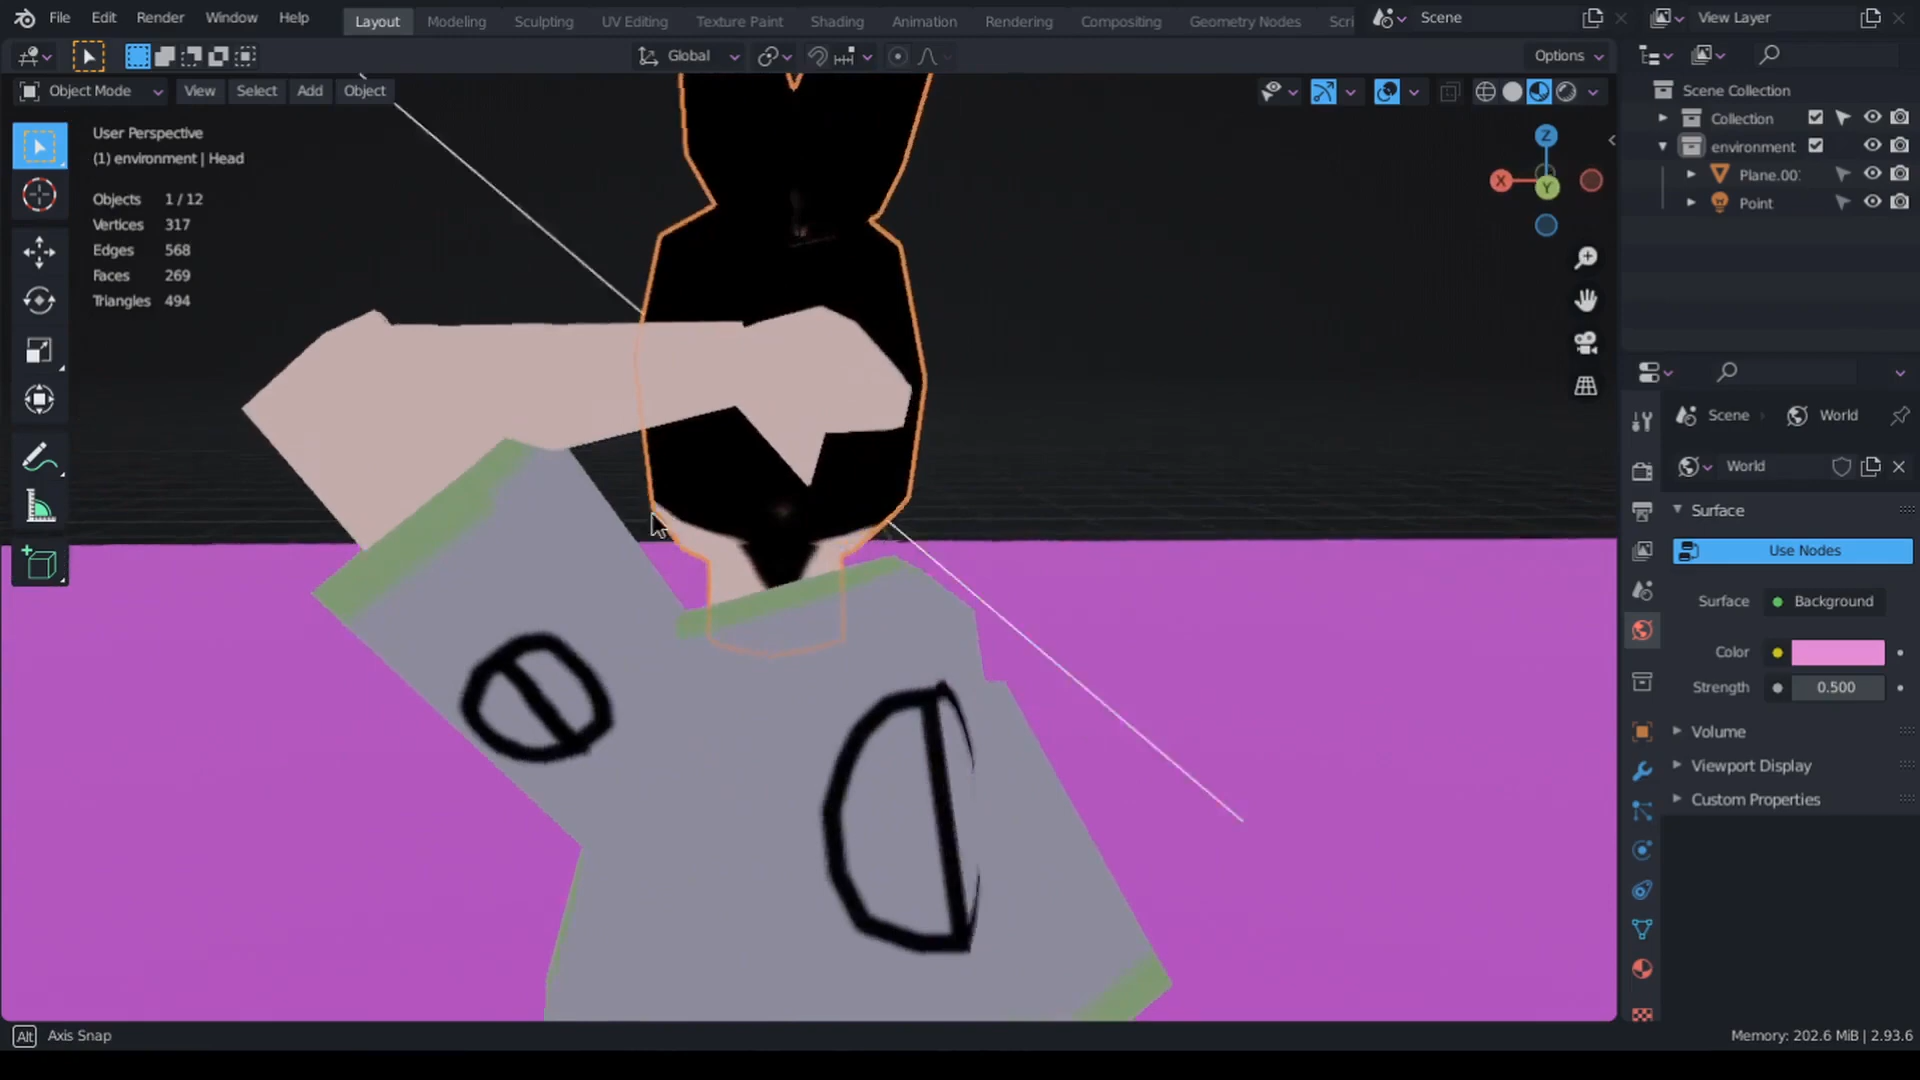 File Edit Render Window Help Layout Modeling Sculpting UV Editing Texture Paint Shading Animation Rendering Compositing Geometry Nodes Scri Scene View Layer
Global Options
Object Mode View Select Add Object
User Perspective
(1) environment | Head
Objects 1 / 12
Vertices 317
Edges 568
Faces 269
Triangles 494
Z
X
Y
Scene Collection
Collection
environment
Plane.00
Point
Scene World
World
Surface
Use Nodes
Surface Background
Color
Strength 0.500
Volume
Viewport Display
Custom Properties
Alt Axis Snap
Memory: 202.6 MiB | 2.93.6